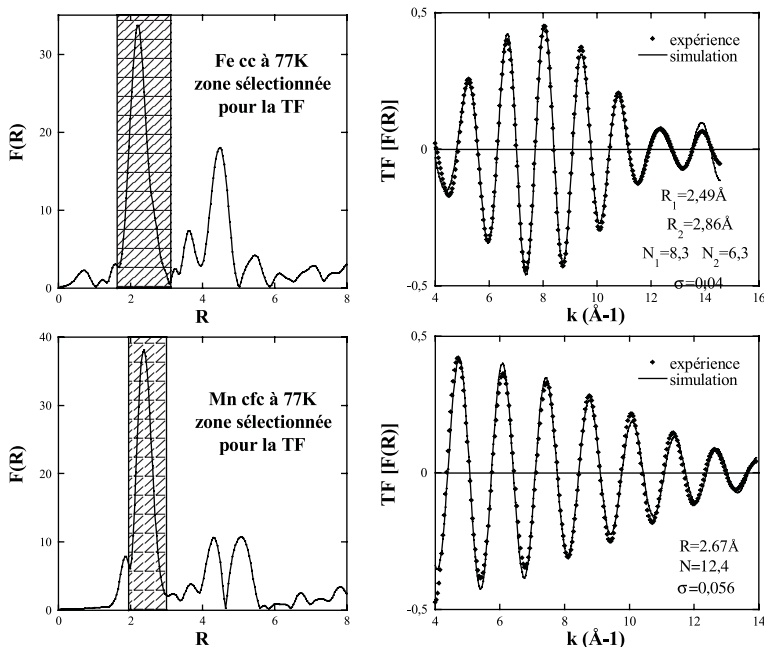 Fe cc à 77K
zone sélectionnée
pour la TF
F(R)
30
20
10
0
0 2 4 6 8
R
0,5
expérience
simulation
TF [F(R)]
0
R1=2,49Å
R2=2,86Å
N1=8,3 N2=6,3
σ=0,04
-0,5
4 6 8 10 12 14 16
k (Å-1)
40
Mn cfc à 77K
zone sélectionnée
pour la TF
F(R)
30
20
10
0
0 2 4 6 8
R
0,5
expérience
simulation
TF [F(R)]
0
R=2.67Å
N=12,4
σ=0,056
-0,5
4 6 8 10 12 14
k (Å-1)